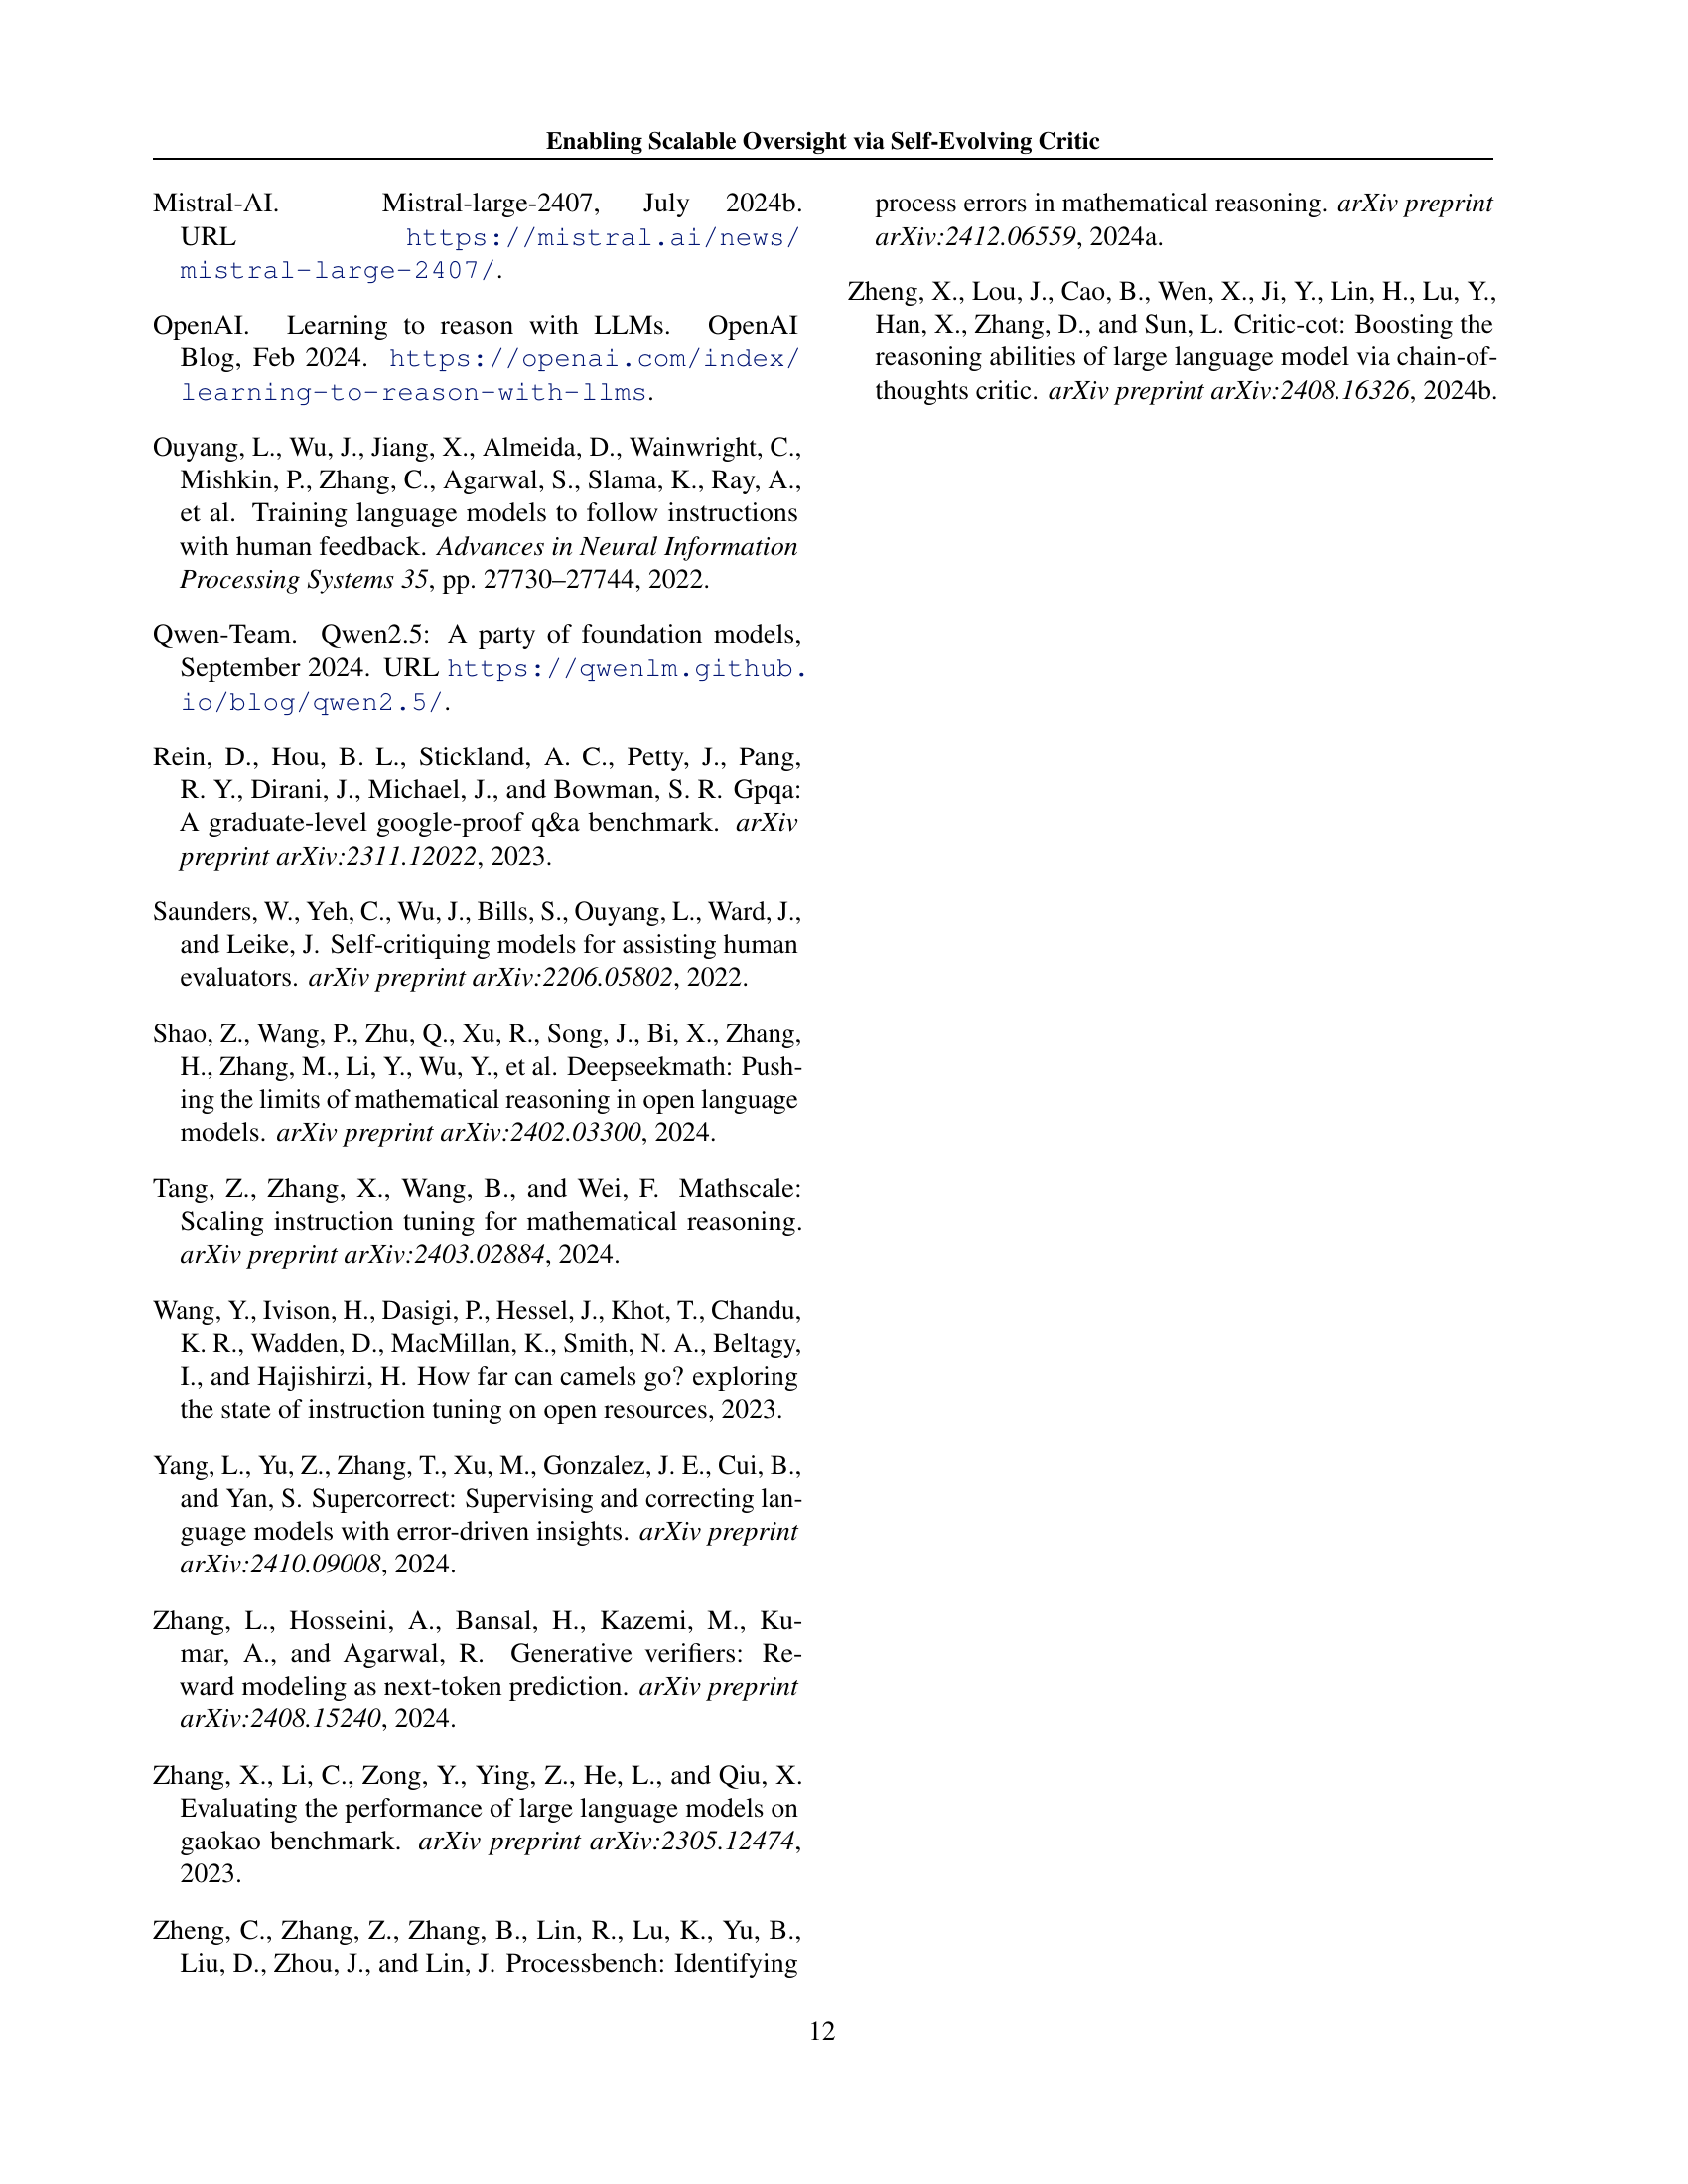 Enabling Scalable Oversight via Self-Evolving Critic
Mistral-AI. Mistral-large-2407, July 2024b.
URL https://mistral.ai/news/
mistral-large-2407/.
OpenAI. Learning to reason with LLMs. OpenAI
Blog, Feb 2024. https://openai.com/index/
learning-to-reason-with-llms.
Ouyang, L., Wu, J., Jiang, X., Almeida, D., Wainwright, C.,
Mishkin, P., Zhang, C., Agarwal, S., Slama, K., Ray, A.,
et al. Training language models to follow instructions
with human feedback. Advances in Neural Information
Processing Systems 35, pp. 27730–27744, 2022.
Qwen-Team. Qwen2.5: A party of foundation models,
September 2024. URL https://qwenlm.github.
io/blog/qwen2.5/.
Rein, D., Hou, B. L., Stickland, A. C., Petty, J., Pang,
R. Y., Dirani, J., Michael, J., and Bowman, S. R. Gpqa:
A graduate-level google-proof q&a benchmark. arXiv
preprint arXiv:2311.12022, 2023.
Saunders, W., Yeh, C., Wu, J., Bills, S., Ouyang, L., Ward, J.,
and Leike, J. Self-critiquing models for assisting human
evaluators. arXiv preprint arXiv:2206.05802, 2022.
Shao, Z., Wang, P., Zhu, Q., Xu, R., Song, J., Bi, X., Zhang,
H., Zhang, M., Li, Y., Wu, Y., et al. Deepseekmath: Push-
ing the limits of mathematical reasoning in open language
models. arXiv preprint arXiv:2402.03300, 2024.
Tang, Z., Zhang, X., Wang, B., and Wei, F. Mathscale:
Scaling instruction tuning for mathematical reasoning.
arXiv preprint arXiv:2403.02884, 2024.
Wang, Y., Ivison, H., Dasigi, P., Hessel, J., Khot, T., Chandu,
K. R., Wadden, D., MacMillan, K., Smith, N. A., Beltagy,
I., and Hajishirzi, H. How far can camels go? exploring
the state of instruction tuning on open resources, 2023.
Yang, L., Yu, Z., Zhang, T., Xu, M., Gonzalez, J. E., Cui, B.,
and Yan, S. Supercorrect: Supervising and correcting lan-
guage models with error-driven insights. arXiv preprint
arXiv:2410.09008, 2024.
Zhang, L., Hosseini, A., Bansal, H., Kazemi, M., Ku-
mar, A., and Agarwal, R. Generative verifiers: Re-
ward modeling as next-token prediction. arXiv preprint
arXiv:2408.15240, 2024.
Zhang, X., Li, C., Zong, Y., Ying, Z., He, L., and Qiu, X.
Evaluating the performance of large language models on
gaokao benchmark. arXiv preprint arXiv:2305.12474,
2023.
Zheng, C., Zhang, Z., Zhang, B., Lin, R., Lu, K., Yu, B.,
Liu, D., Zhou, J., and Lin, J. Processbench: Identifying
process errors in mathematical reasoning. arXiv preprint
arXiv:2412.06559, 2024a.
Zheng, X., Lou, J., Cao, B., Wen, X., Ji, Y., Lin, H., Lu, Y.,
Han, X., Zhang, D., and Sun, L. Critic-cot: Boosting the
reasoning abilities of large language model via chain-of-
thoughts critic. arXiv preprint arXiv:2408.16326, 2024b.
12